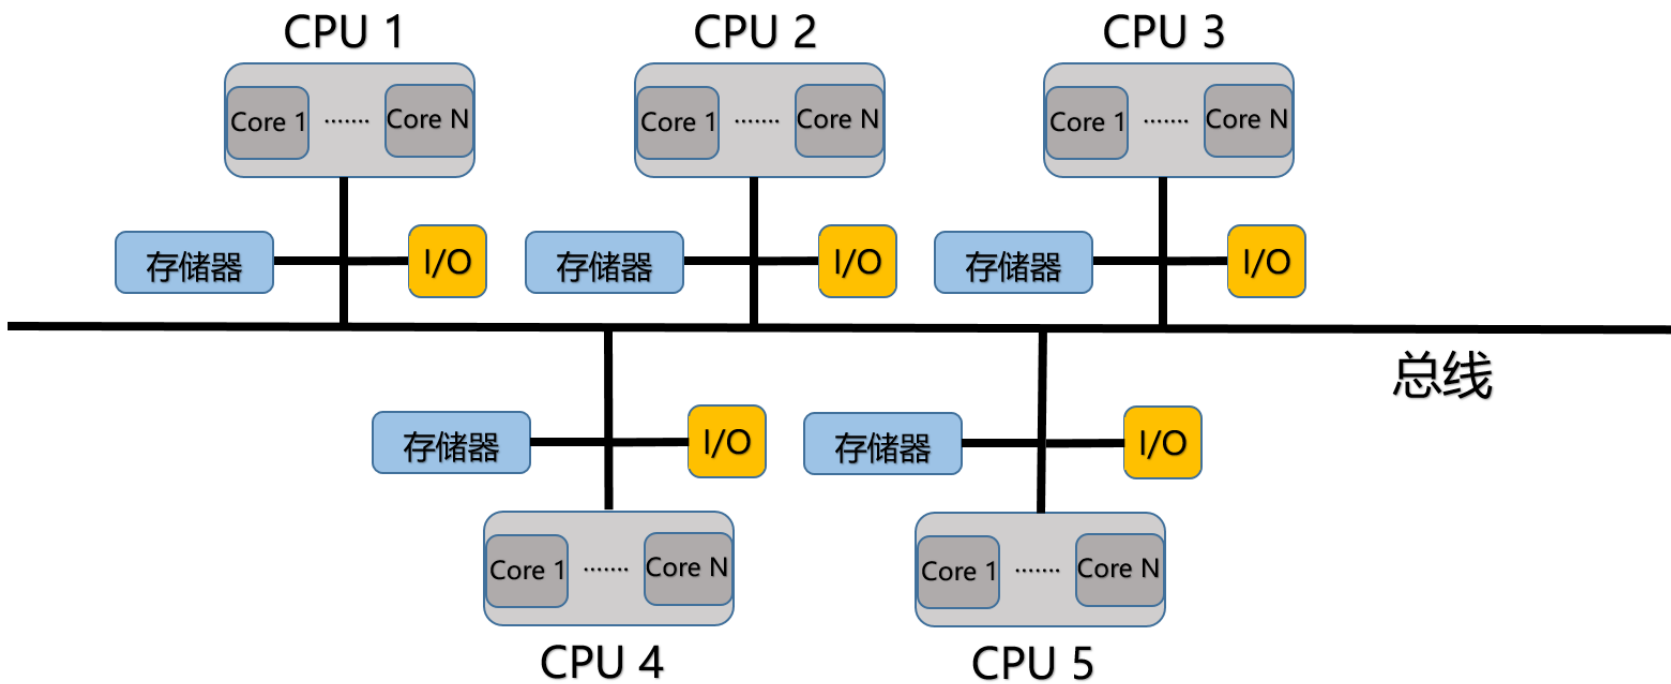 CPU 1
CPU 2
CPU 3
Core 1 ······· Core N
Core 1 ······· Core N
Core 1 ······· Core N
存储器
I/O
存储器
I/O
存储器
I/O
总线
存储器
I/O
存储器
I/O
Core 1 ······· Core N
Core 1 ······· Core N
CPU 4
CPU 5